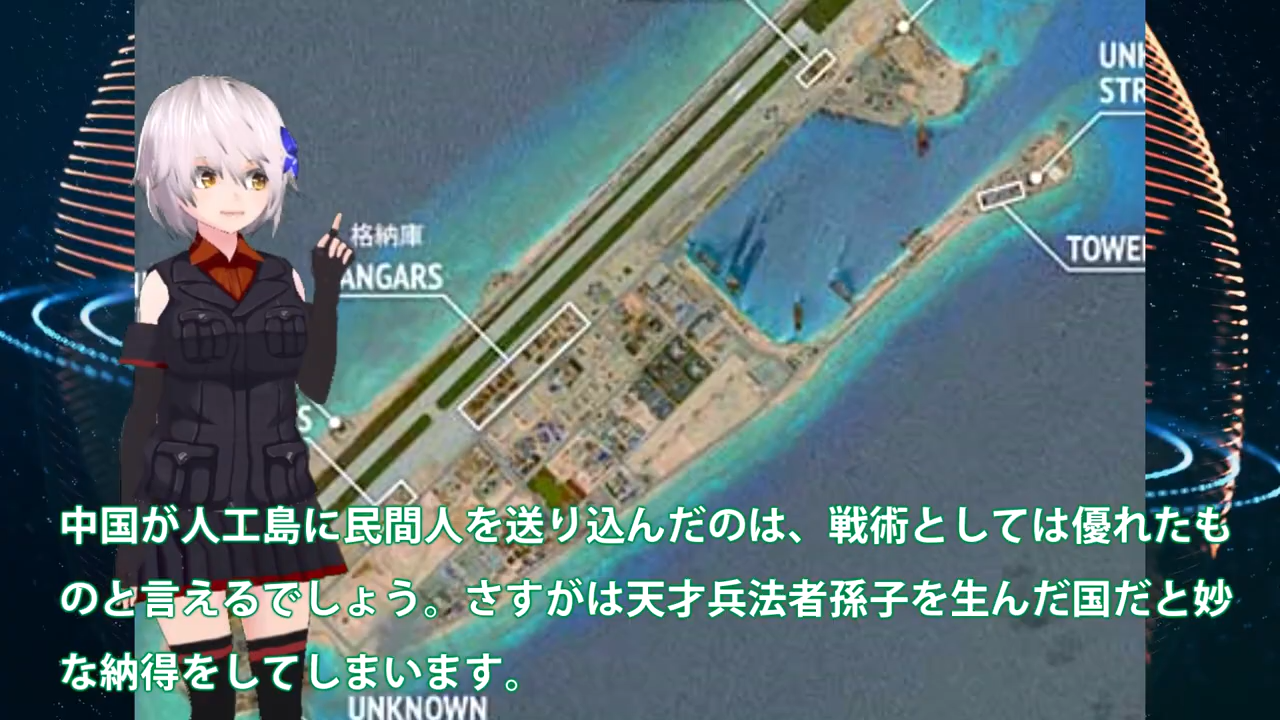 UN
STR
格納庫
ANGARS
TOWE
S
中国が人工島に民間人を送り込んだのは、戦術としては優れたも
のと言えるでしょう。さすがは天才兵法者孫子を生んだ国だと妙
な納得をしてしまいます。
UNKNOWN